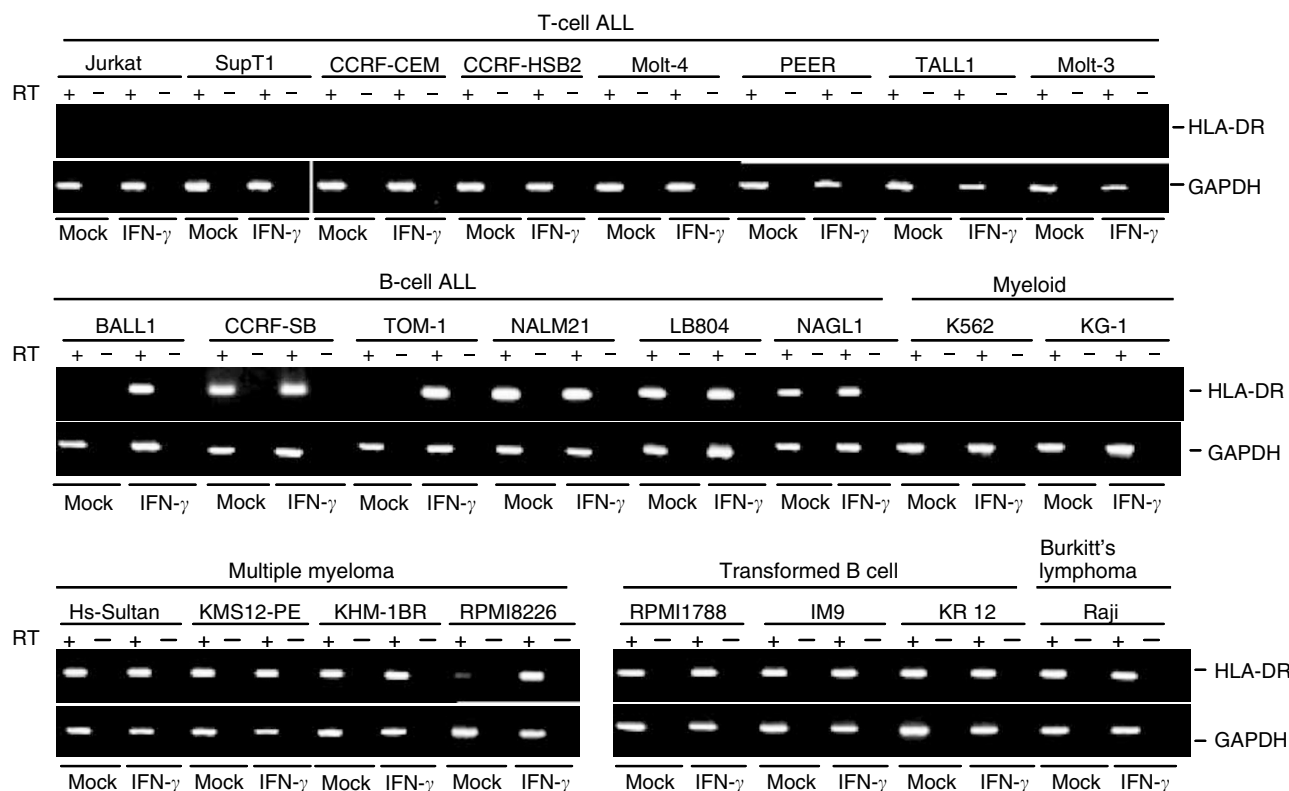 T-cell ALL
Jurkat SupT1 CCRF-CEM CCRF-HSB2 Molt-4 PEER TALL1 Molt-3
RT + − + − + − + − + − + − + − + − + − + − + − + − + − + − + − + −
HLA-DR
GAPDH
Mock IFN-γ Mock IFN-γ Mock IFN-γ Mock IFN-γ Mock IFN-γ Mock IFN-γ Mock IFN-γ Mock IFN-γ
B-cell ALL Myeloid
BALL1 CCRF-SB TOM-1 NALM21 LB804 NAGL1 K562 KG-1
RT + − + − + − + − + − + − + − + − + − + − + − + − + − + − + − + −
HLA-DR
GAPDH
Mock IFN-γ Mock IFN-γ Mock IFN-γ Mock IFN-γ Mock IFN-γ Mock IFN-γ Mock IFN-γ Mock IFN-γ
Multiple myeloma Transformed B cell Burkitt's lymphoma
Hs-Sultan KMS12-PE KHM-1BR RPMI8226 RPMI1788 IM9 KR 12 Raji
RT + − + − + − + − + − + − + − + − + − + − + − + − + − + − + − + −
HLA-DR
GAPDH
Mock IFN-γ Mock IFN-γ Mock IFN-γ Mock IFN-γ Mock IFN-γ Mock IFN-γ Mock IFN-γ Mock IFN-γ